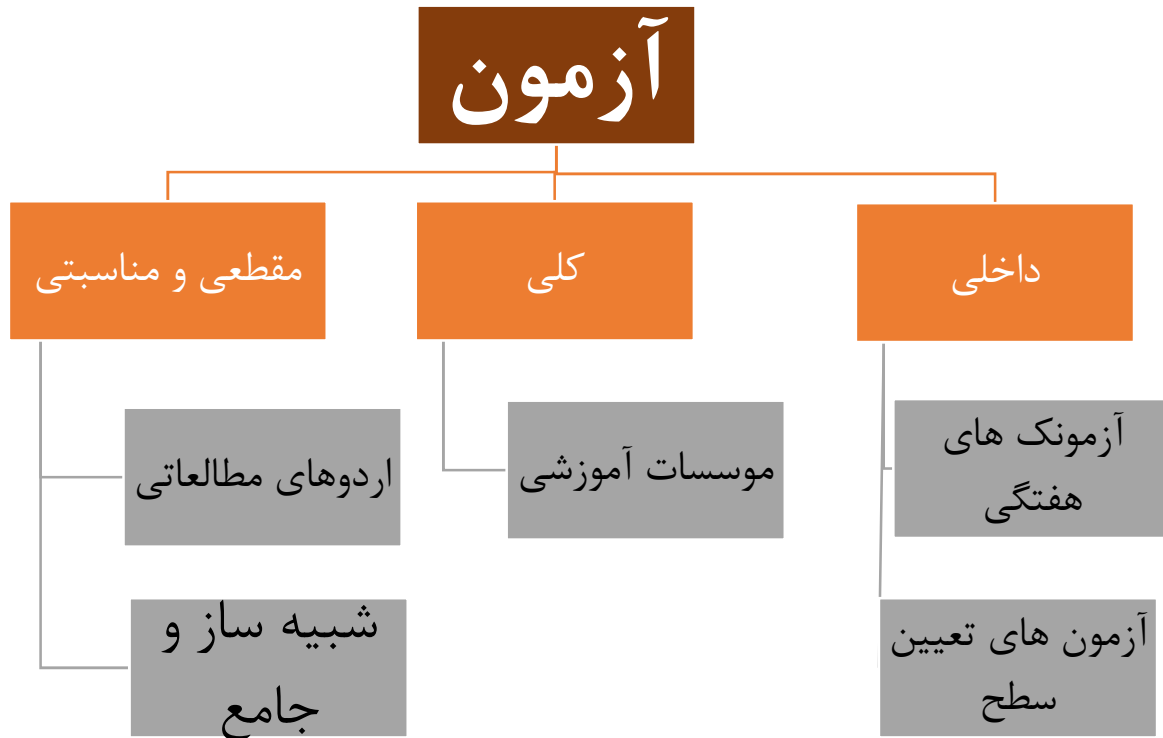 آزمون
داخلی
کلی
مقطعی و مناسبتی
آزمونک های
هفتگی
موسسات آموزشی
اردوهای مطالعاتی
آزمون های تعیین
سطح
شبیه ساز و
جامع